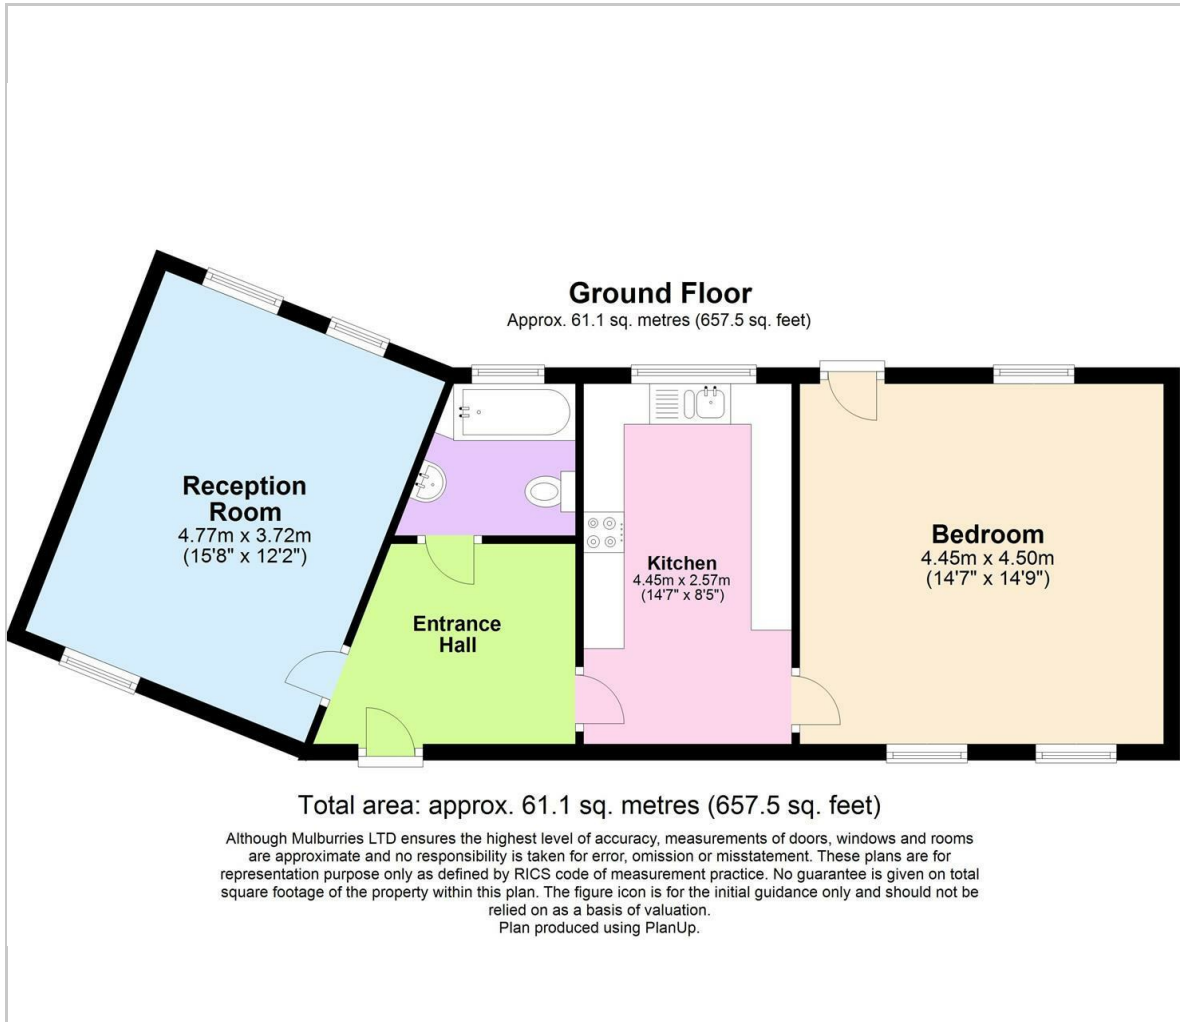 Ground Floor
Approx. 61.1 sq. metres (657.5 sq. feet)
Reception
Room
4.77m x 3.72m
(15'8" x 12'2")
Entrance
Hall
Kitchen
4.45m x 2.57m
(14'7" x 8'5")
Bedroom
4.45m x 4.50m
(14'7" x 14'9")
Total area: approx. 61.1 sq. metres (657.5 sq. feet)
Although Mulburries LTD ensures the highest level of accuracy, measurements of doors, windows and rooms
are approximate and no responsibility is taken for error, omission or misstatement. These plans are for
representation purpose only as defined by RICS code of measurement practice. No guarantee is given on total
square footage of the property within this plan. The figure icon is for the initial guidance only and should not be
relied on as a basis of valuation.
Plan produced using PlanUp.